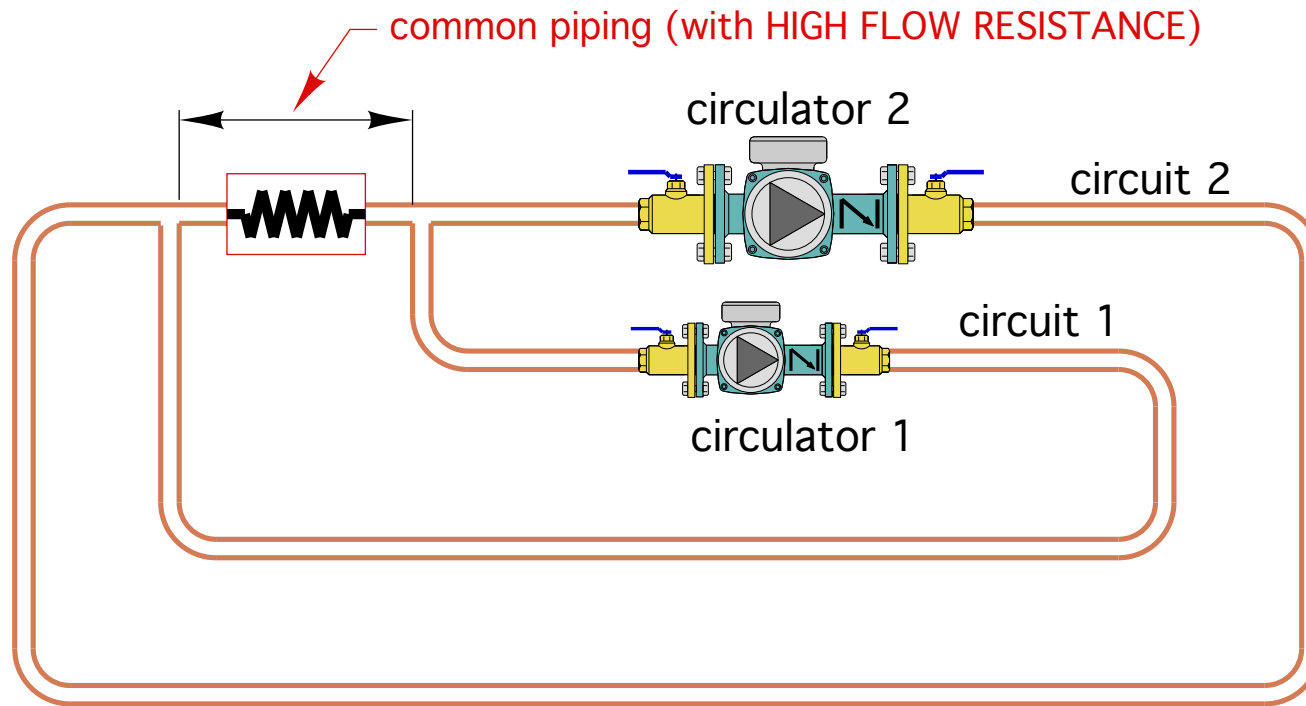 common piping (with HIGH FLOW RESISTANCE)
circulator 2
circuit 2
circuit 1
circulator 1